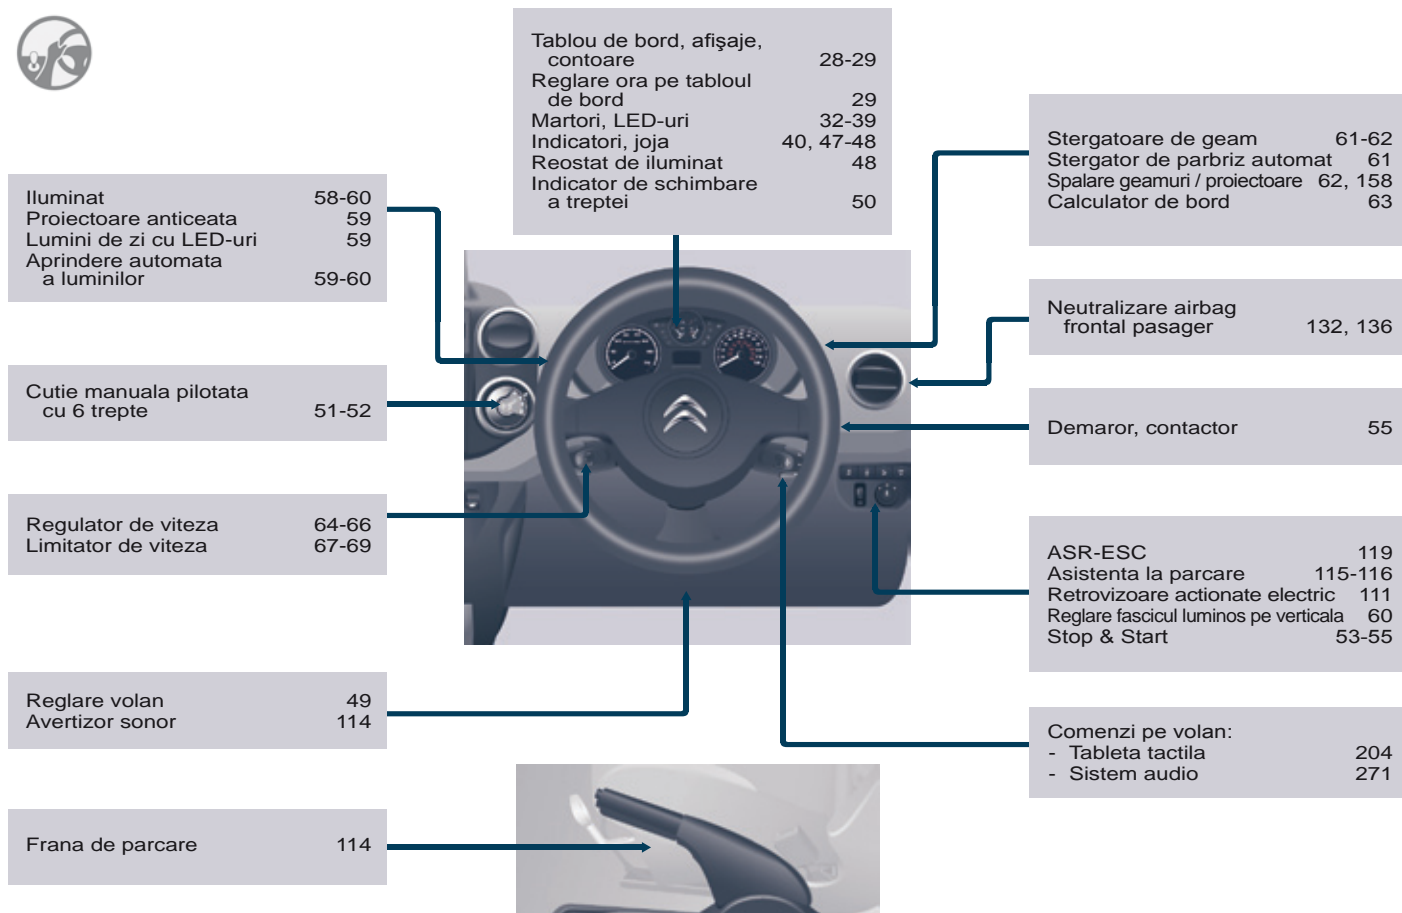 Tablou de bord, afişaje,
contoare 28-29
Reglare ora pe tabloul
de bord 29
Martori, LED-uri 32-39
Indicatori, joja 40, 47-48
Reostat de iluminat 48
Indicator de schimbare
a treptei 50
Iluminat 58-60
Proiectoare anticeata 59
Lumini de zi cu LED-uri 59
Aprindere automata
a luminilor 59-60
Cutie manuala pilotata
cu 6 trepte 51-52
Regulator de viteza 64-66
Limitator de viteza 67-69
Reglare volan 49
Avertizor sonor 114
Frana de parcare 114
Stergatoare de geam 61-62
Stergator de parbriz automat 61
Spalare geamuri / proiectoare 62, 158
Calculator de bord 63
Neutralizare airbag
frontal pasager 132, 136
Demaror, contactor 55
ASR-ESC 119
Asistenta la parcare 115-116
Retrovizoare actionate electric 111
Reglare fascicul luminos pe verticala 60
Stop & Start 53-55
Comenzi pe volan:
- Tableta tactila 204
- Sistem audio 271